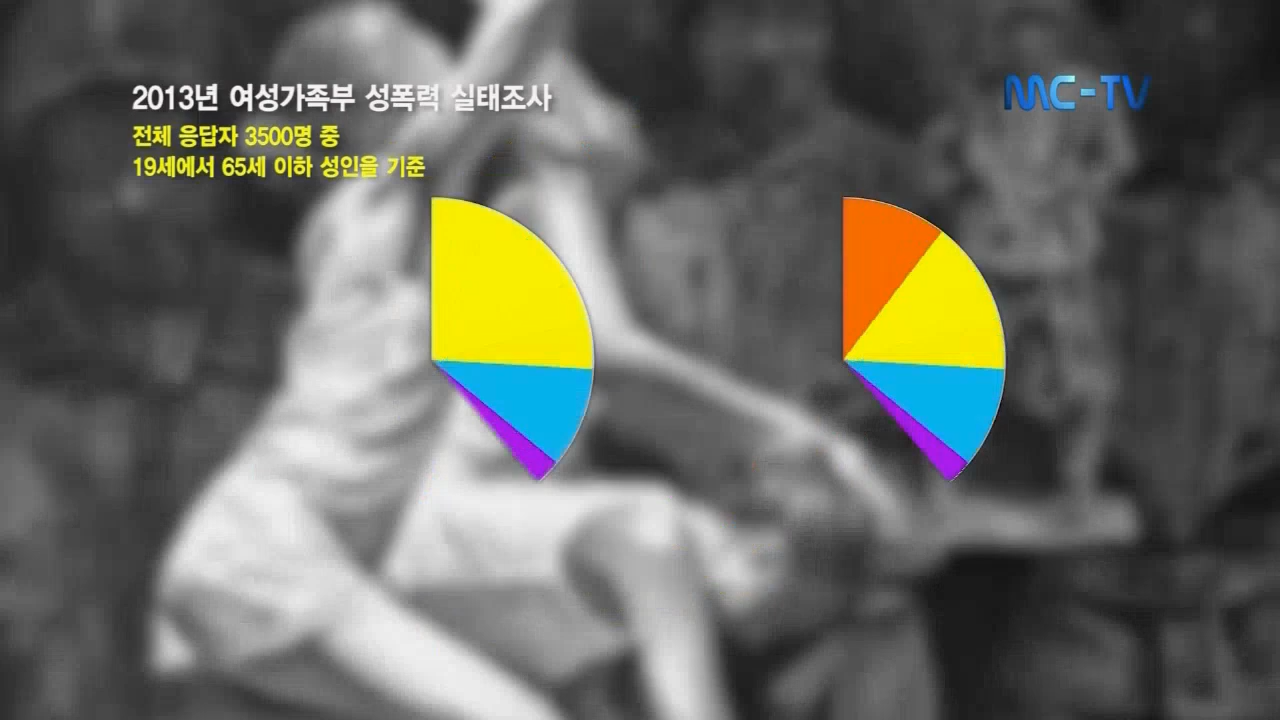 2013년 여성가족부 성폭력 실태조사
MC-TV
전체 응답자 3500명 중
19세에서 65세 이하 성인을 기준